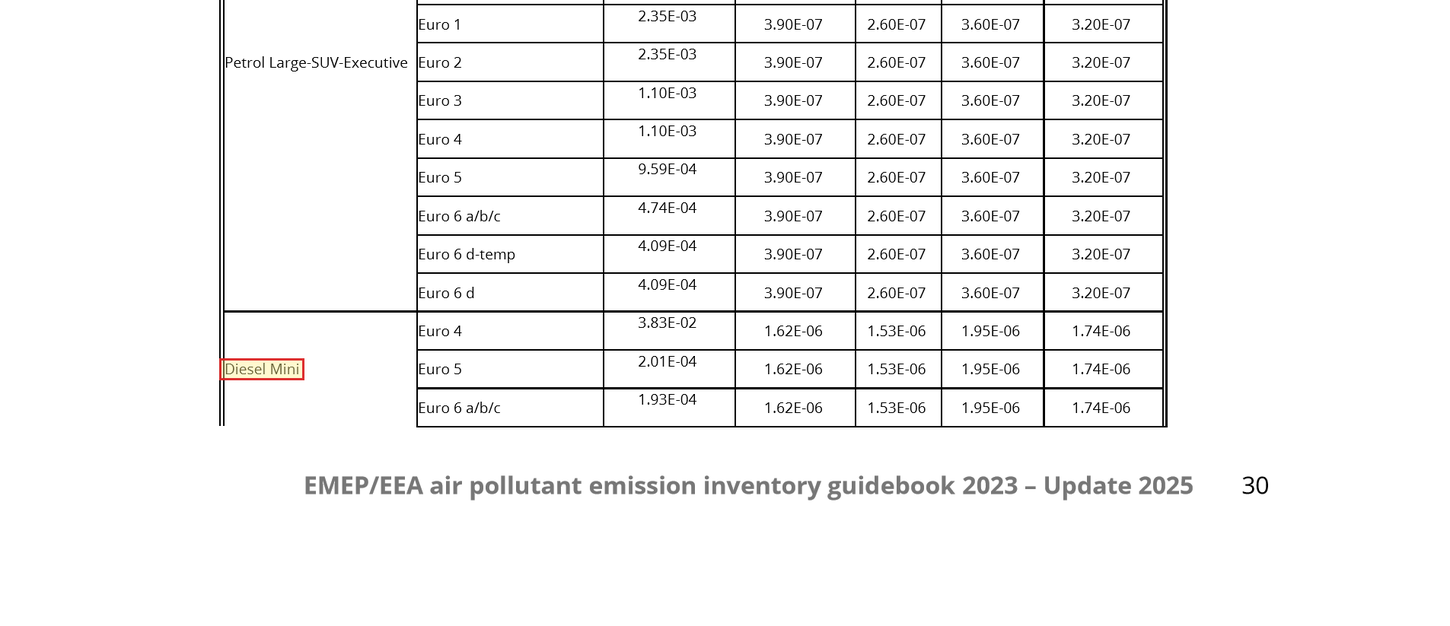 Euro 1 2.35E-03 3.90E-07 2.60E-07 3.60E-07 3.20E-07
Petrol Large-SUV-Executive Euro 2 2.35E-03 3.90E-07 2.60E-07 3.60E-07 3.20E-07
Euro 3 1.10E-03 3.90E-07 2.60E-07 3.60E-07 3.20E-07
Euro 4 1.10E-03 3.90E-07 2.60E-07 3.60E-07 3.20E-07
Euro 5 9.59E-04 3.90E-07 2.60E-07 3.60E-07 3.20E-07
Euro 6 a/b/c 4.74E-04 3.90E-07 2.60E-07 3.60E-07 3.20E-07
Euro 6 d-temp 4.09E-04 3.90E-07 2.60E-07 3.60E-07 3.20E-07
Euro 6 d 4.09E-04 3.90E-07 2.60E-07 3.60E-07 3.20E-07
Euro 4 3.83E-02 1.62E-06 1.53E-06 1.95E-06 1.74E-06
Diesel Mini Euro 5 2.01E-04 1.62E-06 1.53E-06 1.95E-06 1.74E-06
Euro 6 a/b/c 1.93E-04 1.62E-06 1.53E-06 1.95E-06 1.74E-06
EMEP/EEA air pollutant emission inventory guidebook 2023 – Update 2025 30